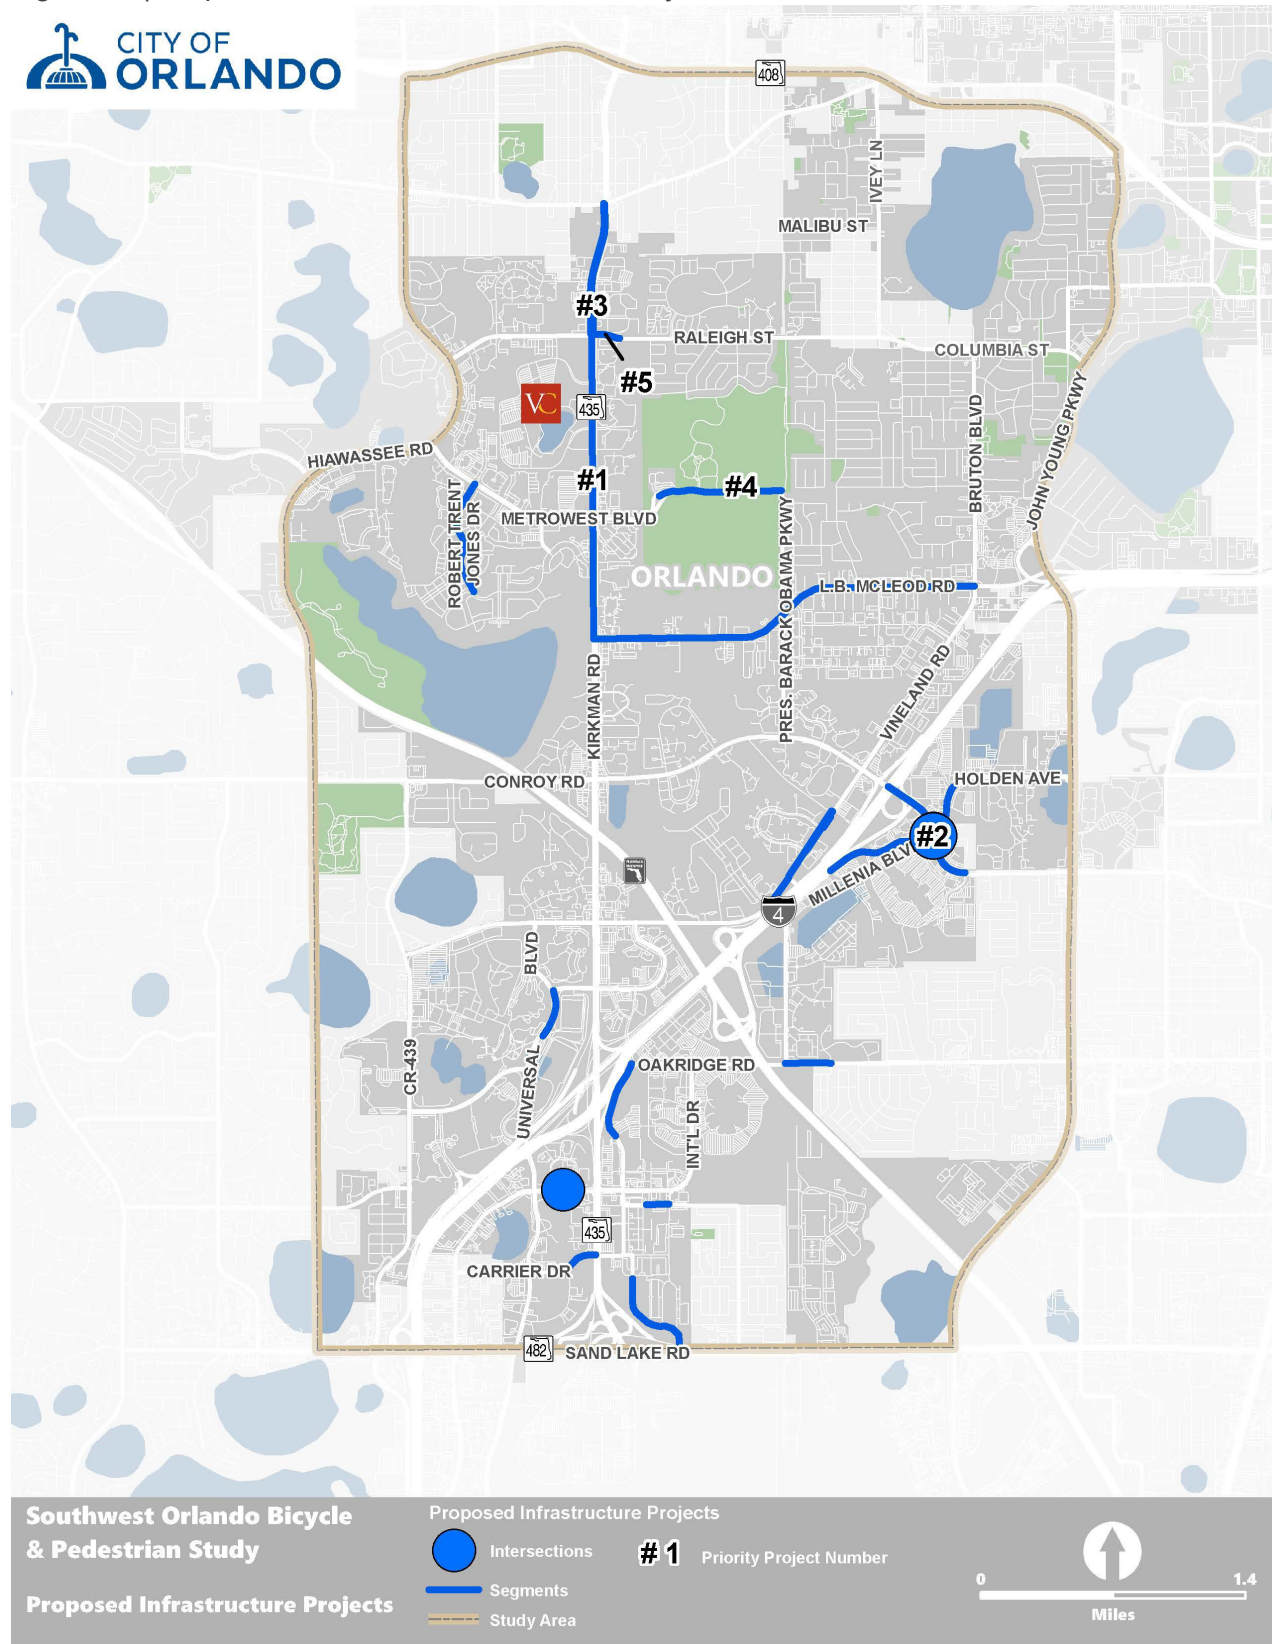 CITY OF
ORLANDO
408
IVEY LN
MALIBU ST
#3
RALEIGH ST
COLUMBIA ST
#5
VC
435
BRUTON BLVD
JOHN YOUNG PKWY
HIAWASSEE RD
#1
#4
ROBERT TRENT
JONES DR
METROWEST BLVD
PRES. BARACK OBAMA PKWY
ORLANDO
L.B. MCLEOD RD
KIRKMAN RD
VINELAND RD
CONROY RD
HOLDEN AVE
#2
MILLENIA BLV
4
UNIVERSAL BLVD
CR-439
OAKRIDGE RD
INT'L DR
435
CARRIER DR
482
SAND LAKE RD
Southwest Orlando Bicycle
& Pedestrian Study
Proposed Infrastructure Projects
Proposed Infrastructure Projects
Intersections
#1 Priority Project Number
Segments
Study Area
0 1.4
Miles